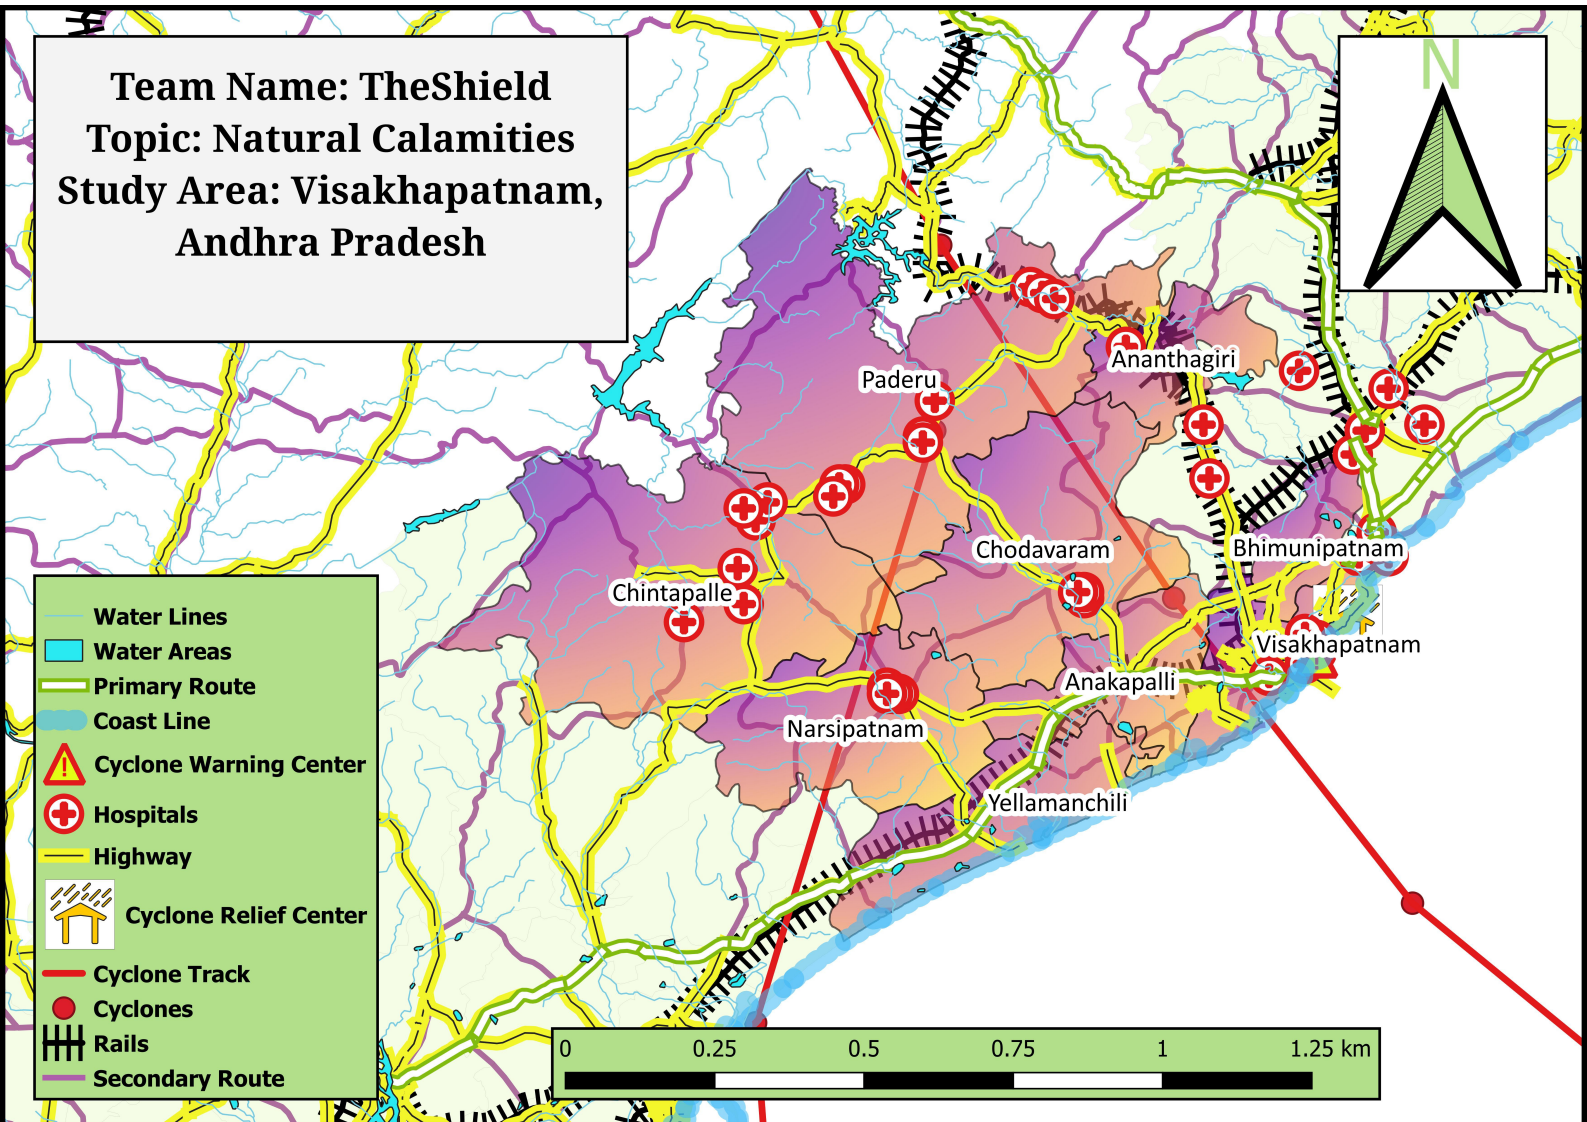 Team Name: TheShield
Topic: Natural Calamities
Study Area: Visakhapatnam,
Andhra Pradesh
N
Ananthagiri
Paderu
Chodavaram
Bhimunipatnam
Chintapalle
Visakhapatnam
Anakapalli
Narsipatnam
Yellamanchili
Water Lines
Water Areas
Primary Route
Coast Line
Cyclone Warning Center
Hospitals
Highway
Cyclone Relief Center
Cyclone Track
Cyclones
Rails
Secondary Route
0 0.25 0.5 0.75 1 1.25 km